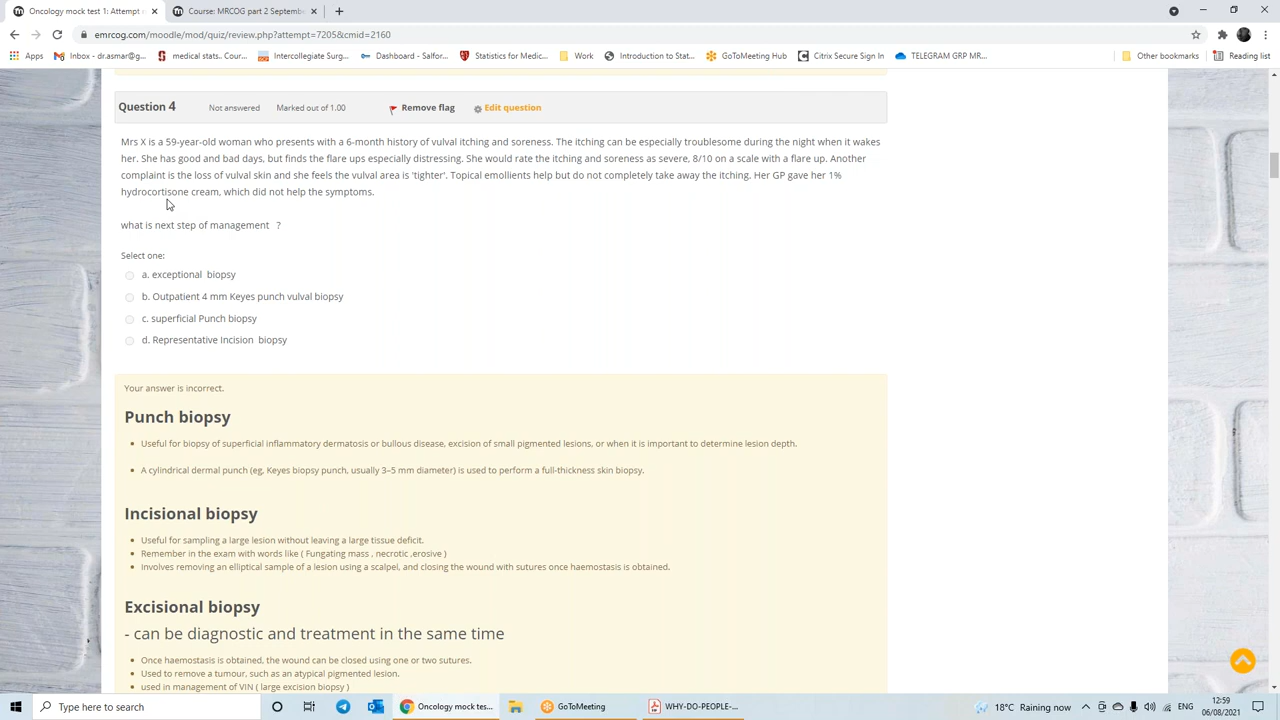 Oncology mock test 1: Attempt r
Course: MRCOG part 2 Septemb
emrcog.com/moodle/mod/quiz/review.php?attempt=7205&cmid=2160
Apps
Inbox - dr.asmar@g...
medical stats.. Cour...
Intercollegiate Surg...
Dashboard - Salfor...
Statistics for Medic...
Work
Introduction to Stat...
GoToMeeting Hub
Citrix Secure Sign In
TELEGRAM GRP MR...
Other bookmarks
Reading list
Question 4
Not answered
Marked out of 1.00
Remove flag
Edit question
Mrs X is a 59-year-old woman who presents with a 6-month history of vulval itching and soreness. The itching can be especially troublesome during the night when it wakes
her. She has good and bad days, but finds the flare ups especially distressing. She would rate the itching and soreness as severe, 8/10 on a scale with a flare up. Another
complaint is the loss of vulval skin and she feels the vulval area is 'tighter'. Topical emollients help but do not completely take away the itching. Her GP gave her 1%
hydrocortisone cream, which did not help the symptoms.
what is next step of management ?
Select one:
a. exceptional biopsy
b. Outpatient 4 mm Keyes punch vulval biopsy
c. superficial Punch biopsy
d. Representative Incision biopsy
Your answer is incorrect.
Punch biopsy
Useful for biopsy of superficial inflammatory dermatosis or bullous disease, excision of small pigmented lesions, or when it is important to determine lesion depth.
A cylindrical dermal punch (eg, Keyes biopsy punch, usually 3–5 mm diameter) is used to perform a full-thickness skin biopsy.
Incisional biopsy
Useful for sampling a large lesion without leaving a large tissue deficit.
Remember in the exam with words like ( Fungating mass , necrotic .erosive )
Involves removing an elliptical sample of a lesion using a scalpel, and closing the wound with sutures once haemostasis is obtained.
Excisional biopsy
- can be diagnostic and treatment in the same time
Once haemostasis is obtained, the wound can be closed using one or two sutures.
Used to remove a tumour, such as an atypical pigmented lesion.
used in management of VIN ( large excision biopsy )
Type here to search
Oncology mock tes...
GoToMeeting
WHY-DO-PEOPLE-...
18°C Raining now
ENG
12:59
06/08/2021